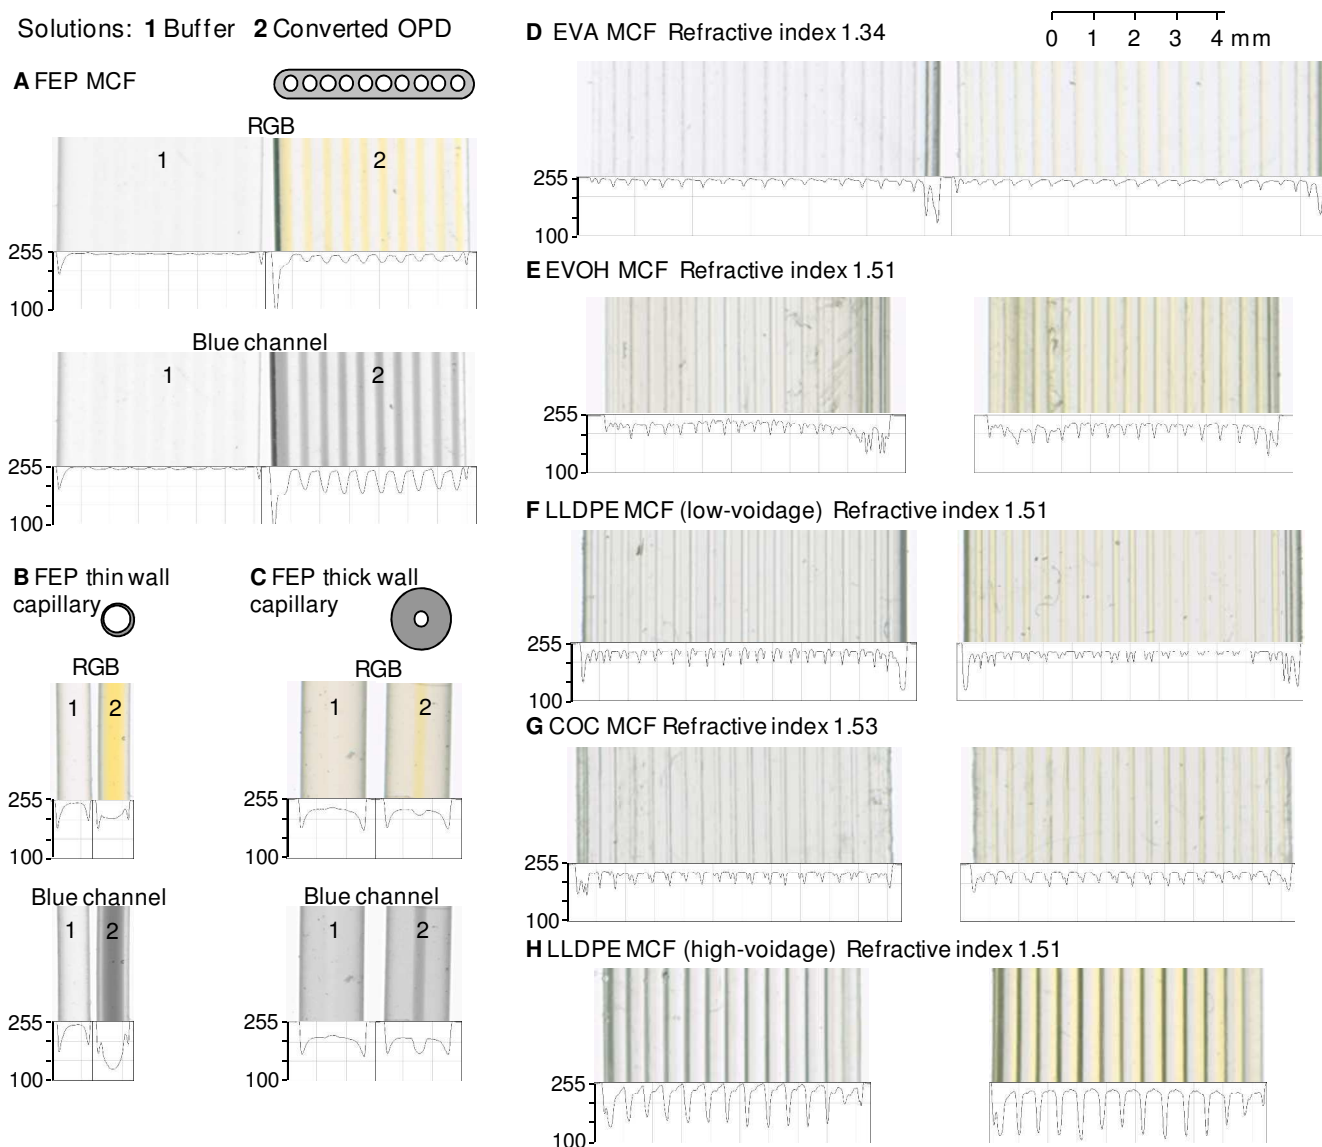 Solutions: 1 Buffer 2 Converted OPD
A FEP MCF
RGB
1
2
255
100
Blue channel
1
2
255
100
B FEP thin wall
capillary
RGB
1
2
255
100
Blue channel
1
2
255
100
C FEP thick wall
capillary
RGB
1
2
255
100
Blue channel
1
2
255
100
D EVA MCF Refractive index 1.34
0 1 2 3 4 mm
255
100
E EVOH MCF Refractive index 1.51
255
100
F LLDPE MCF (low-voidage) Refractive index 1.51
255
100
G COC MCF Refractive index 1.53
255
100
H LLDPE MCF (high-voidage) Refractive index 1.51
255
100